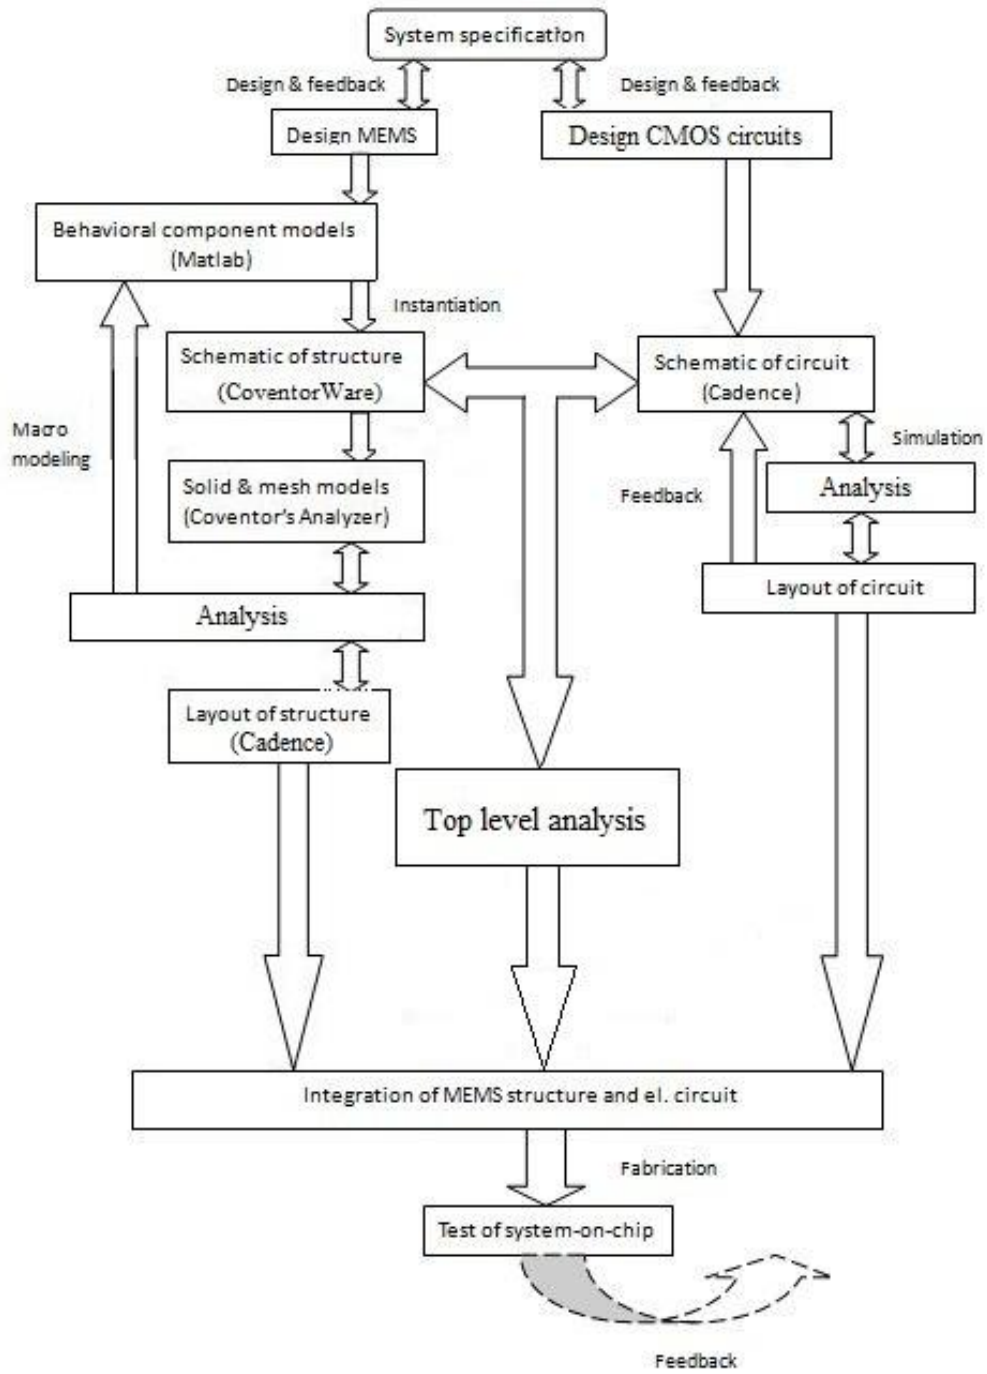 System specification
Design & feedback
Design & feedback
Design MEMS
Design CMOS circuits
Behavioral component models
(Matlab)
Instantiation
Schematic of structure
(CoventorWare)
Schematic of circuit
(Cadence)
Macro
modeling
Simulation
Solid & mesh models
(Coventor's Analyzer)
Feedback
Analysis
Layout of circuit
Analysis
Layout of structure
(Cadence)
Top level analysis
Integration of MEMS structure and el. circuit
Fabrication
Test of system-on-chip
Feedback